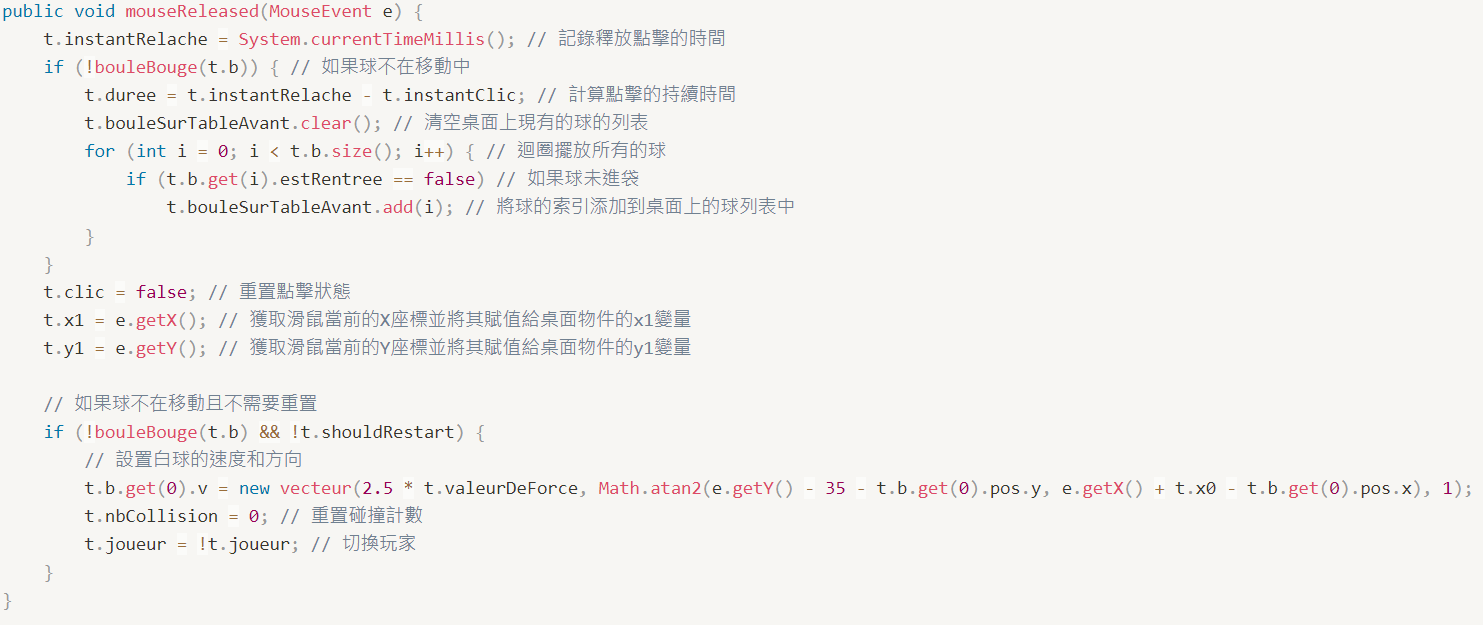 public void mouseReleased(MouseEvent e) {
    t.instantRelache = System.currentTimeMillis(); // 記錄釋放點擊的時間
    if (!bouleBouge(t.b)) { // 如果球不在移動中
        t.duree = t.instantRelache - t.instantClic; // 計算點擊的持續時間
        t.bouleSurTableAvant.clear(); // 清空桌面上現有的球的列表
        for (int i = 0; i < t.b.size(); i++) { // 迴圈擺放所有的球
            if (t.b.get(i).estRentree == false) // 如果球未進袋
                t.bouleSurTableAvant.add(i); // 將球的索引添加到桌面上的球列表中
        }
    }
    t.clic = false; // 重置點擊狀態
    t.x1 = e.getX(); // 獲取滑鼠當前的X座標並將其賦值給桌面物件的x1變量
    t.y1 = e.getY(); // 獲取滑鼠當前的Y座標並將其賦值給桌面物件的y1變量
    // 如果球不在移動且不需要重置
    if (!bouleBouge(t.b) && !t.shouldRestart) {
        // 設置白球的速度和方向
        t.b.get(0).v = new vecteur(2.5 * t.valeurDeForce, Math.atan2(e.getY() - 35 - t.b.get(0).pos.y, e.getX() + t.x0 - t.b.get(0).pos.x), 1);
        t.nbCollision = 0; // 重置碰撞計數
        t.joueur = !t.joueur; // 切換玩家
    }
}